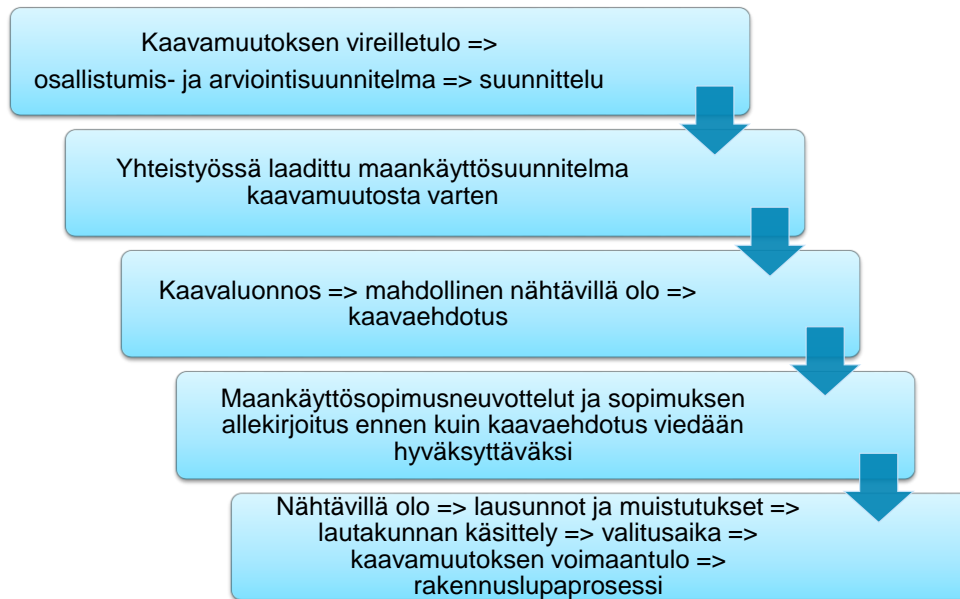 Kaavamuutoksen vireilletulo =>
osallistumis- ja arviointisuunnitelma => suunnittelu
Yhteistyössä laadittu maankäyttösuunnitelma
kaavamuutosta varten
Kaavaluonnos => mahdollinen nähtävillä olo =>
kaavaehdotus
Maankäyttösopimusneuvottelut ja sopimuksen
allekirjoitus ennen kuin kaavaehdotus viedään
hyväksyttäväksi
Nähtävillä olo => lausunnot ja muistutukset =>
lautakunnan käsittely => valitusaika =>
kaavamuutoksen voimaantulo =>
rakennuslupaprosessi